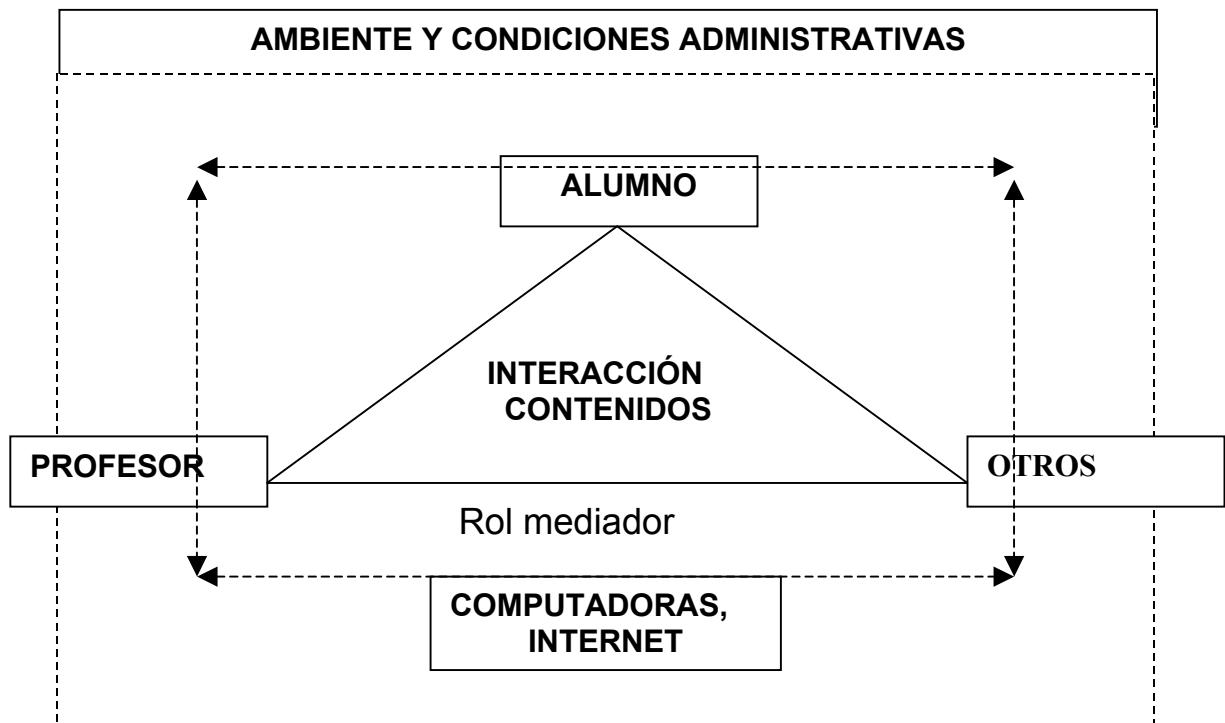 AMBIENTE Y CONDICIONES ADMINISTRATIVAS
ALUMNO
INTERACCIÓN
CONTENIDOS
PROFESOR
OTROS
Rol mediador
COMPUTADORAS,
INTERNET